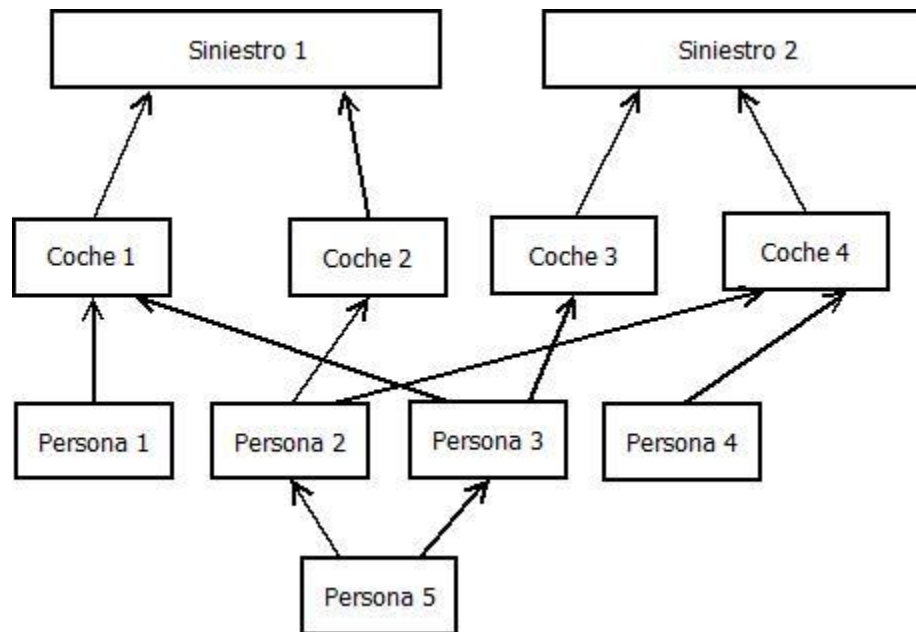 Siniestro 1
Siniestro 2
Coche 1
Coche 2
Coche 3
Coche 4
Persona 1
Persona 2
Persona 3
Persona 4
Persona 5